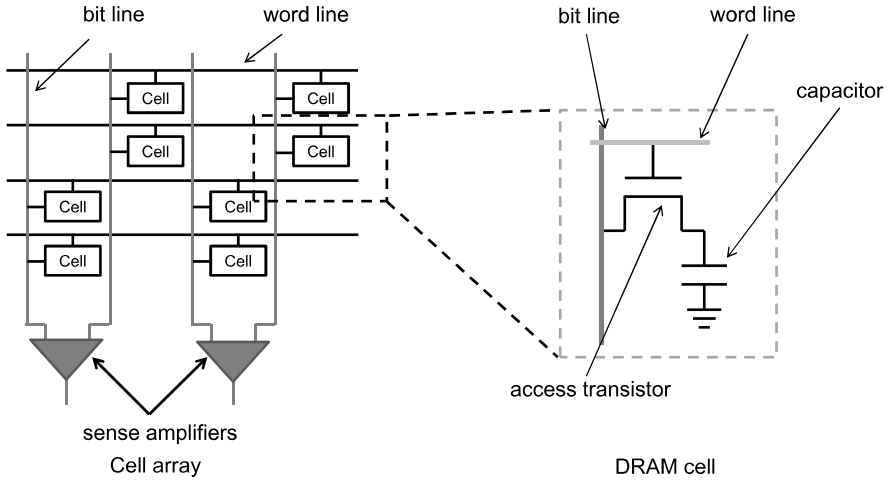 bit line
word line
bit line
word line
capacitor
Cell
Cell
Cell
Cell
Cell
Cell
Cell
Cell
access transistor
sense amplifiers
Cell array
DRAM cell